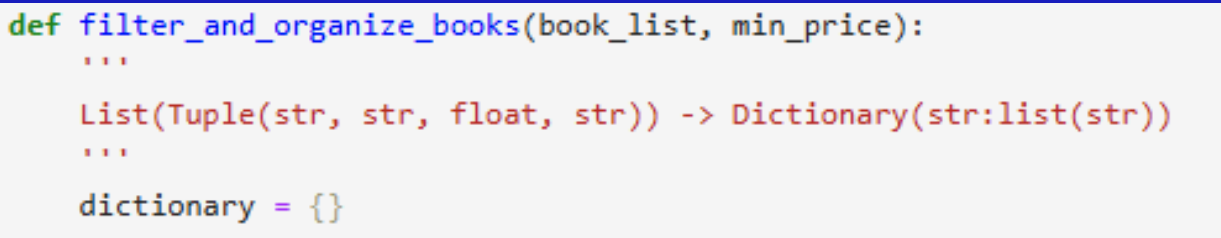 def filter_and_organize_books(book_list, min_price):
    '''
    List(Tuple(str, str, float, str)) -> Dictionary(str:list(str))
    '''
    dictionary = {}